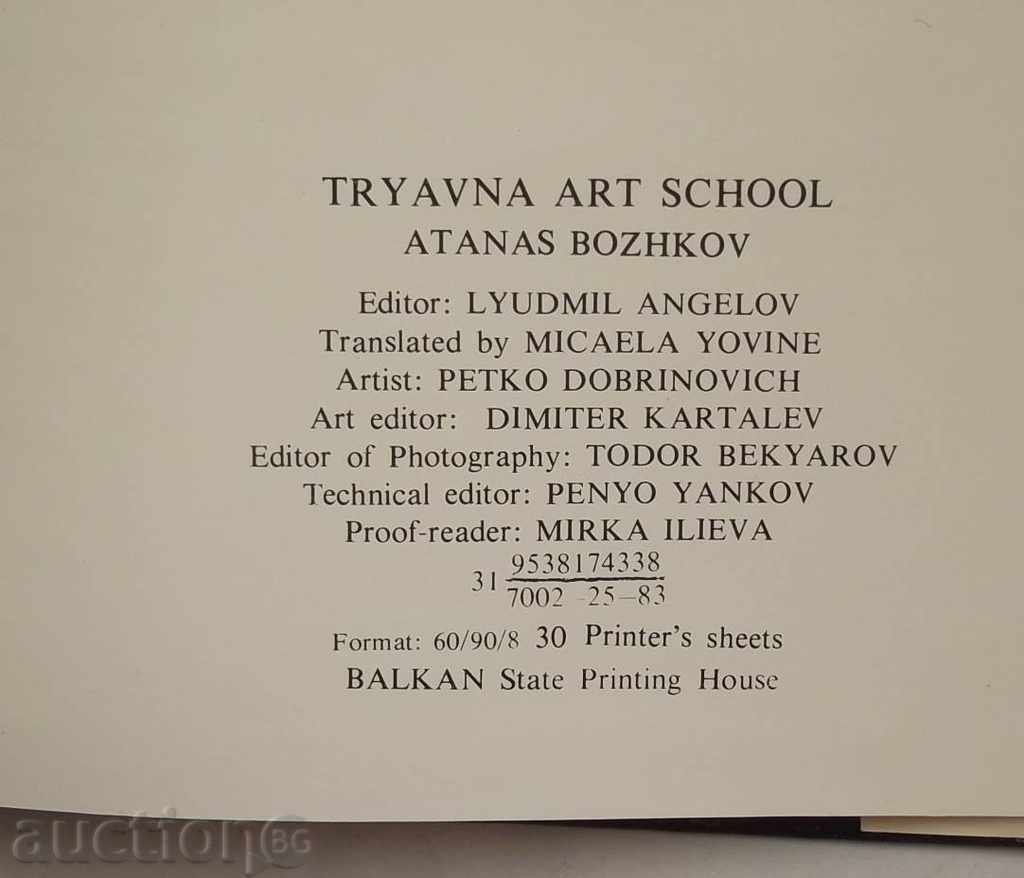 TRYAVNA ART SCHOOL
ATANAS BOZHKOV
Editor: LYUDMIL ANGELOV
Translated by MICAELA YOVINE
Artist: PETKO DOBRINOVICH
Art editor: DIMITER KARTALEV
Editor of Photography: TODOR BEKYAROV
Technical editor: PENYO YANKOV
Proof-reader: MIRKA ILIEVA
31 9538174338
7002-25-83
Format: 60/90/8 30 Printer's sheets
BALKAN State Printing House
auctionBG